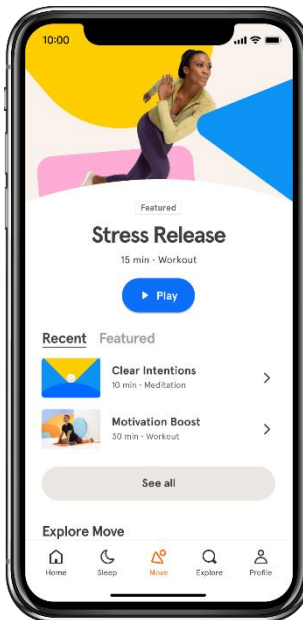 10:00
Featured
Stress Release
15 min • Workout
Play
Recent Featured
Clear Intentions
10 min • Meditation
Motivation Boost
30 min • Workout
See all
Explore Move
Home Sleep Move Explore Profile